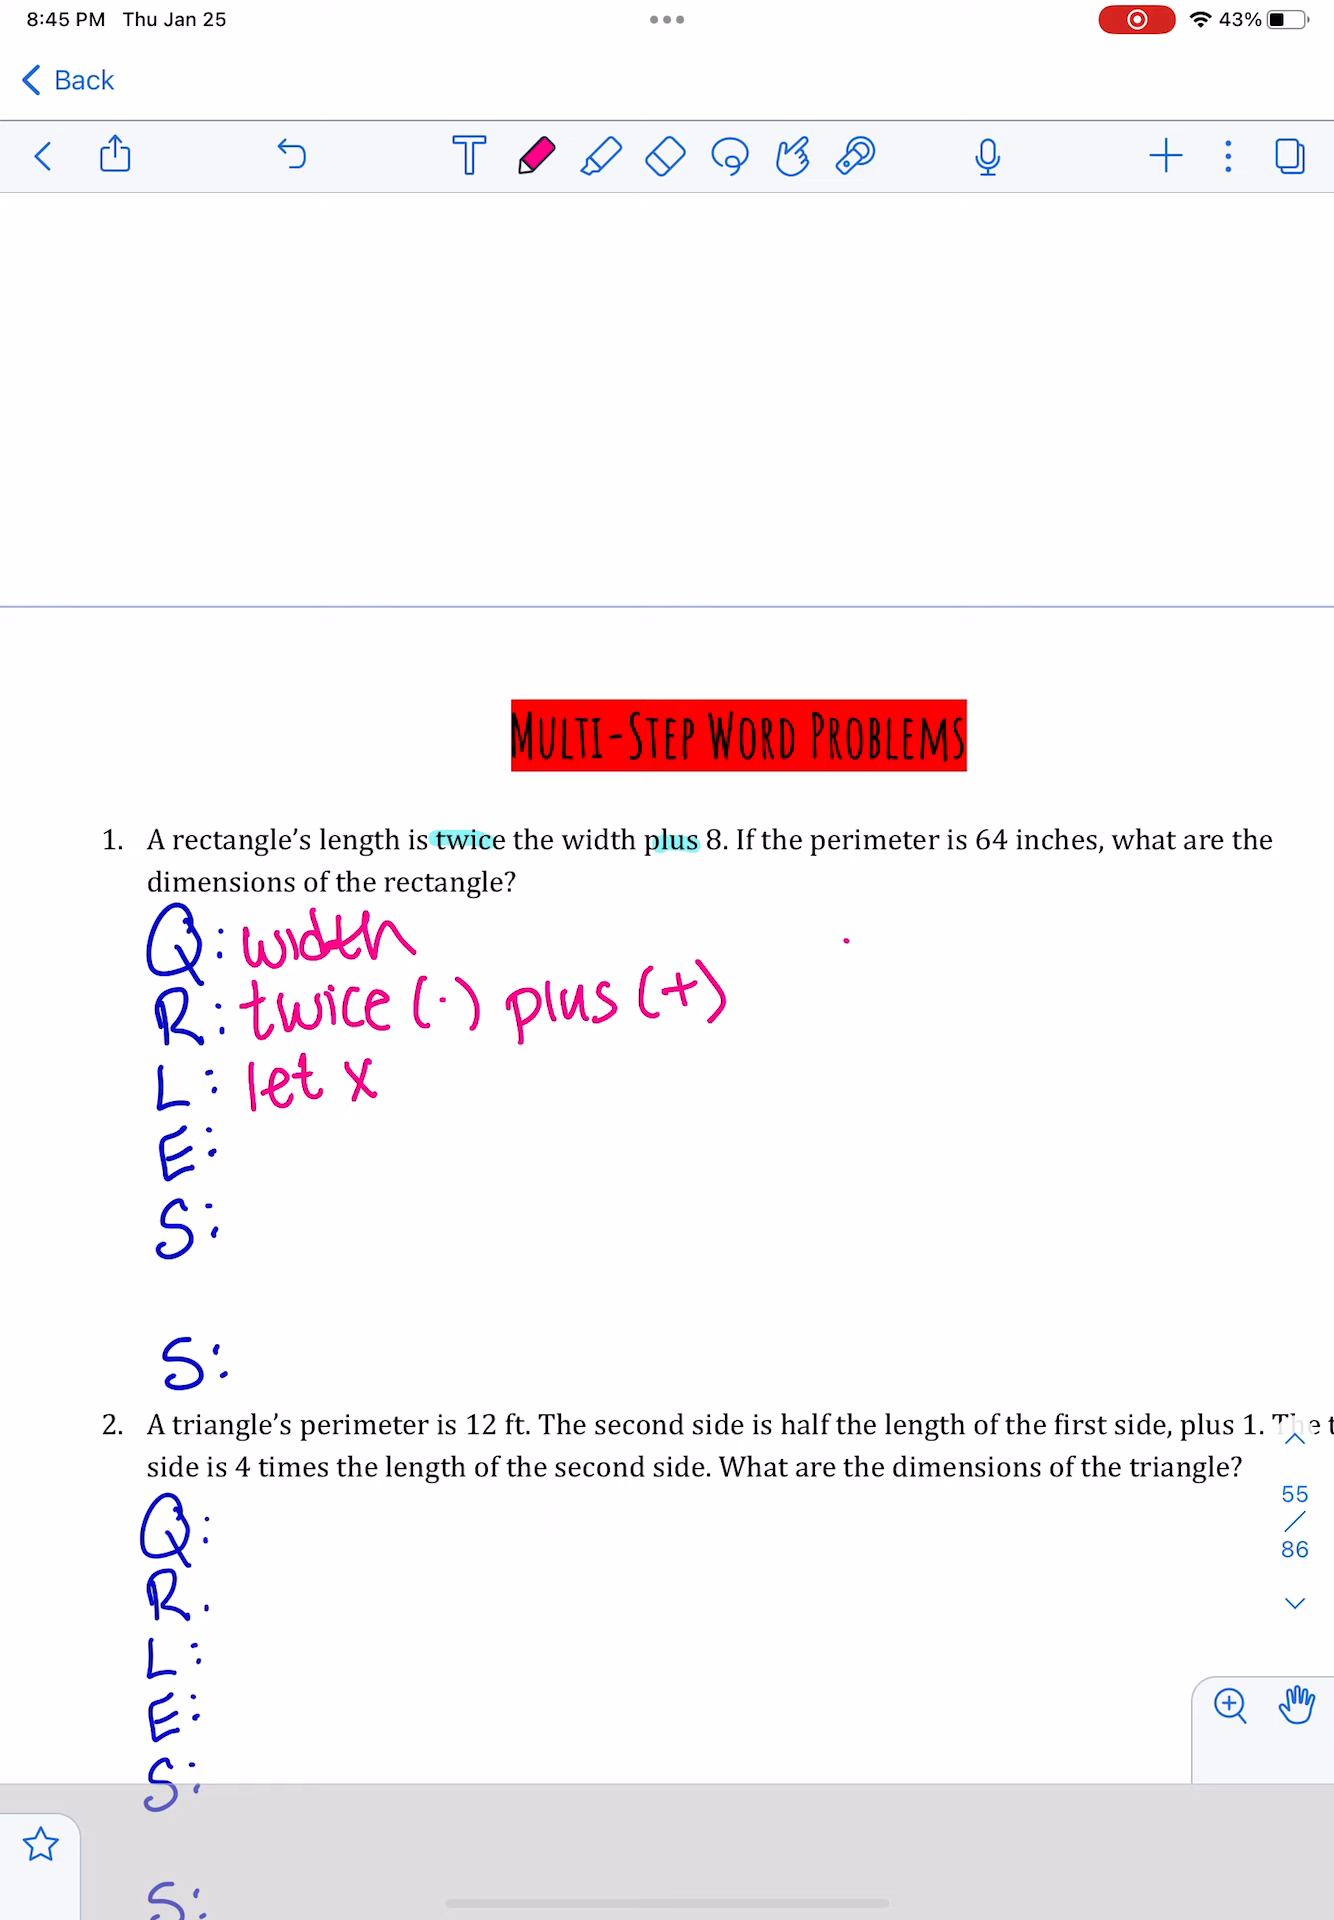 8:45 PM Thu Jan 25
43%
Back
MULTI-STEP WORD PROBLEMS
1. A rectangle’s length is twice the width plus 8. If the perimeter is 64 inches, what are the
dimensions of the rectangle?
Q: width
R: twice (·) plus (+)
L: let x
E:
S:
S:
2. A triangle’s perimeter is 12 ft. The second side is half the length of the first side, plus 1. The t
side is 4 times the length of the second side. What are the dimensions of the triangle?
55
/
86
Q:
R.
L:
E:
S:
S: